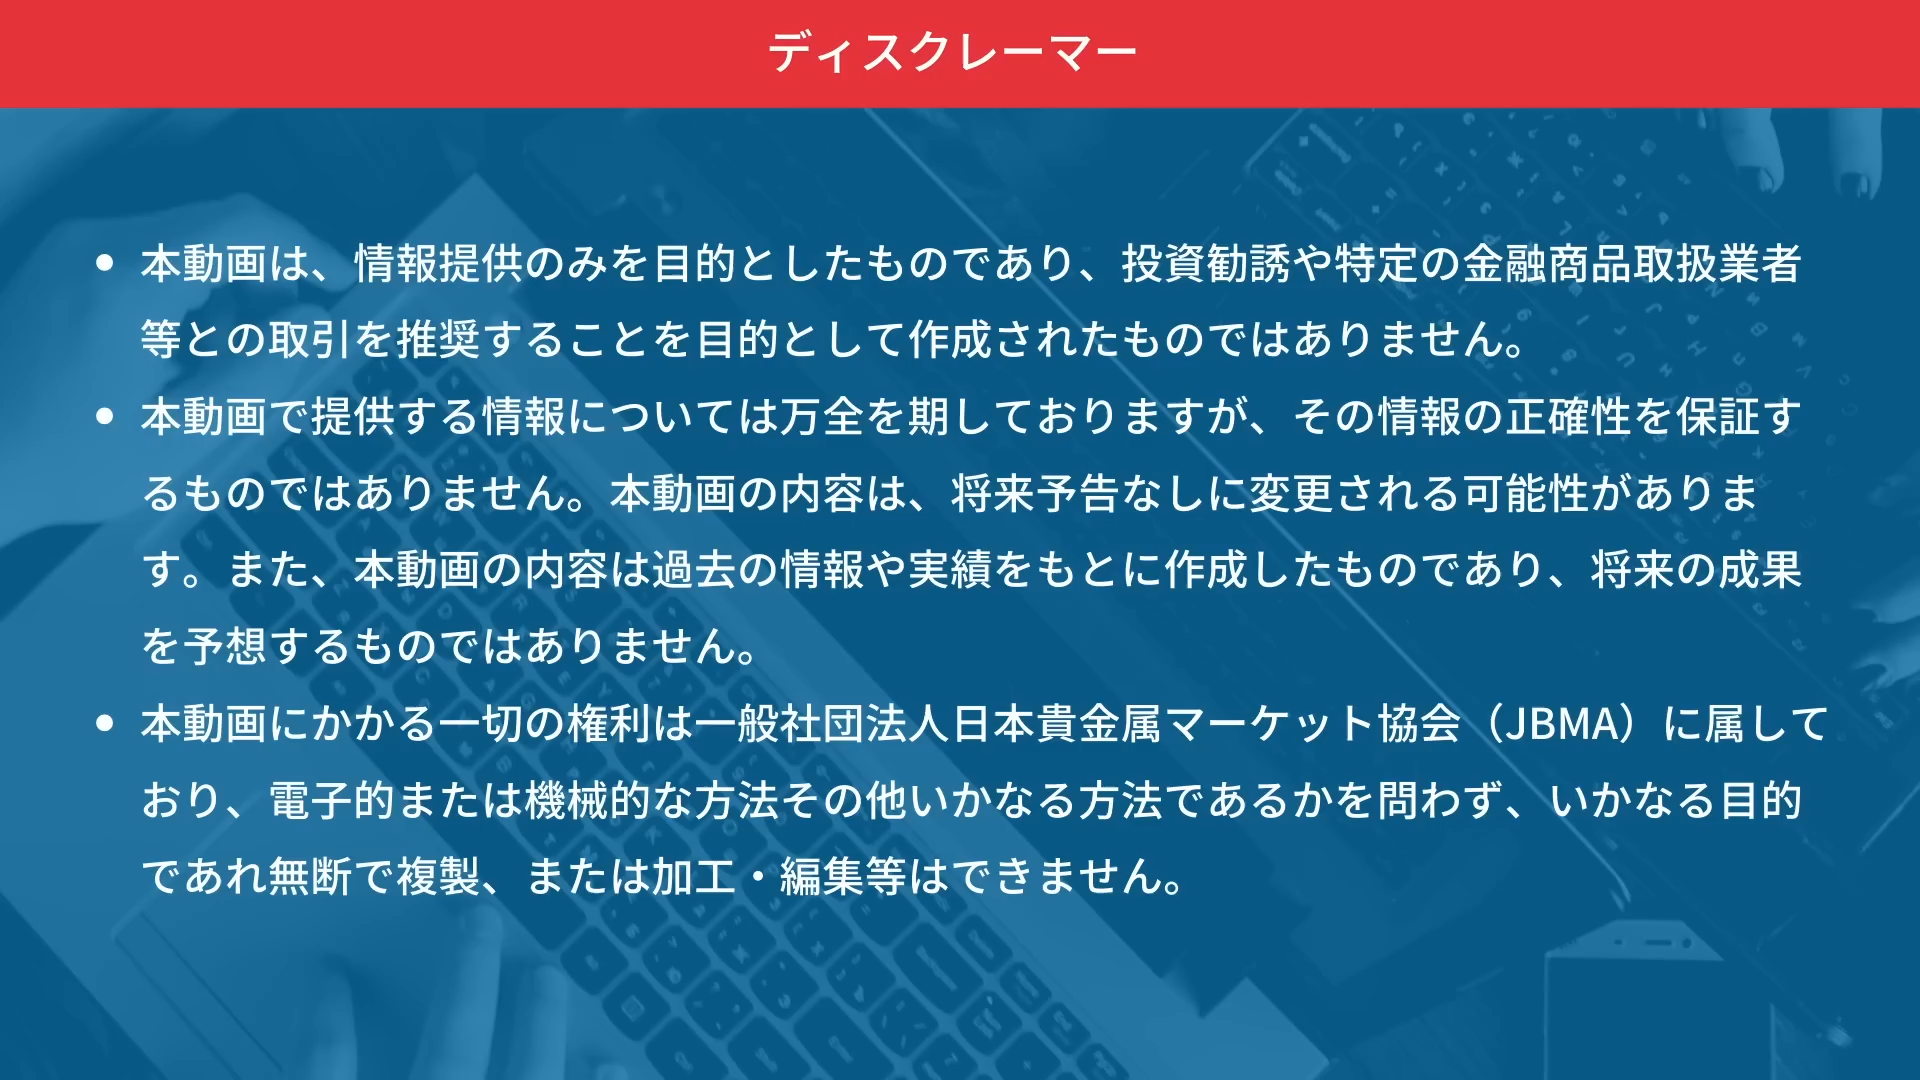 ディスクレーマー
• 本動画は、情報提供のみを目的としたものであり、投資勧誘や特定の金融商品取扱業者
等との取引を推奨することを目的として作成されたものではありません。
• 本動画で提供する情報については万全を期しておりますが、その情報の正確性を保証す
るものではありません。本動画の内容は、将来予告なしに変更される可能性がありま
す。また、本動画の内容は過去の情報や実績をもとに作成したものであり、将来の成果
を予想するものではありません。
• 本動画にかかる一切の権利は一般社団法人日本貴金属マーケット協会（JBMA）に属して
おり、電子的または機械的な方法その他いかなる方法であるかを問わず、いかなる目的
であれ無断で複製、または加工・編集等はできません。